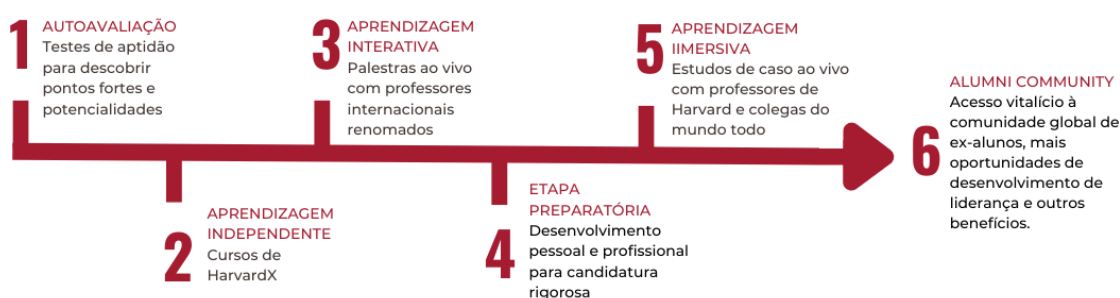 1
AUTOAVALIAÇÃO
Testes de aptidão
para descobrir
pontos fortes e
potencialidades
2
APRENDIZAGEM
INDEPENDENTE
Cursos de
HarvardX
3
APRENDIZAGEM
INTERATIVA
Palestras ao vivo
com professores
internacionais
renomados
4
ETAPA
PREPARATÓRIA
Desenvolvimento
pessoal e profissional
para candidatura
rigorosa
5
APRENDIZAGEM
IIMERSIVA
Estudos de caso ao vivo
com professores de
Harvard e colegas do
mundo todo
6
ALUMNI COMMUNITY
Acesso vitalício à
comunidade global de
ex-alunos, mais
oportunidades de
desenvolvimento de
liderança e outros
benefícios.